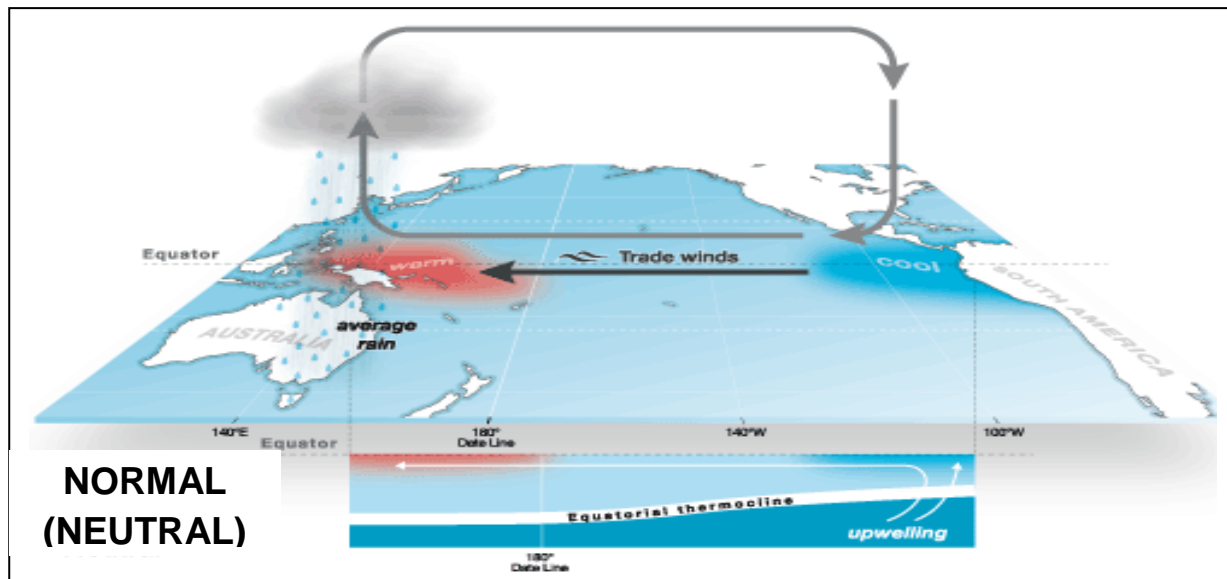 Equator
warm
Trade winds
cool
AUSTRALIA
average
rain
SOUTH AMERICA
140°E
180°
Date Line
140°W
100°W
Equator
NORMAL
(NEUTRAL)
Equatorial thermocline
upwelling
180°
Date Line